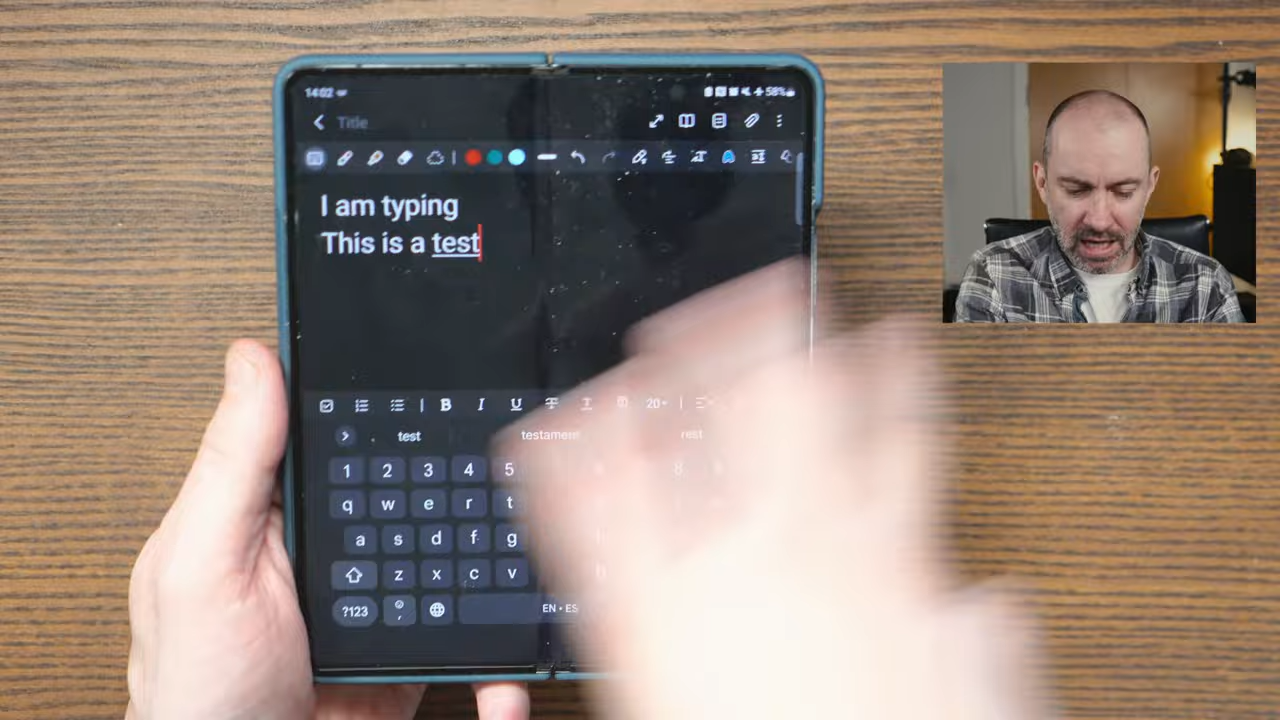 14:02 58%
Title
I am typing
This is a test
B I U T T 20
test testament rest
1 2 3 4 5 8
q w e r t
a s d f g
z x c v
?123 , EN • ES